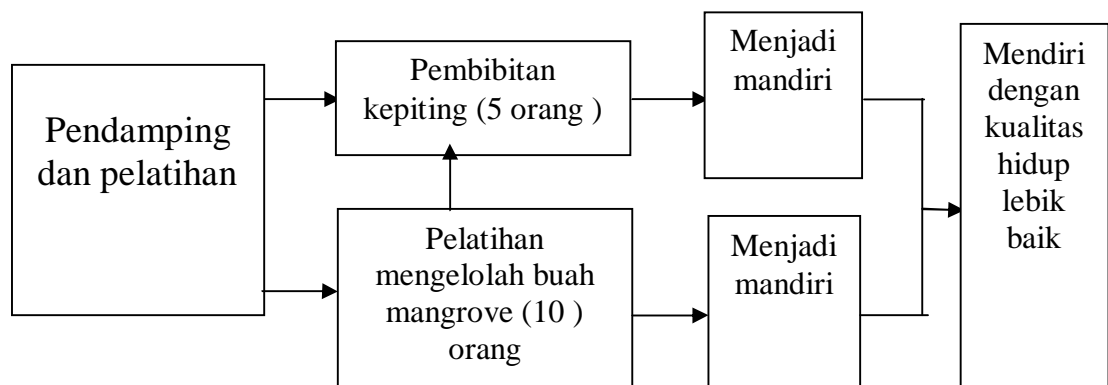 Pendamping
dan pelatihan
Pembibitan
kepiting (5 orang )
Pelatihan
mengelolah buah
mangrove (10 )
orang
Menjadi
mandiri
Menjadi
mandiri
Mendiri
dengan
kualitas
hidup
lebik
baik